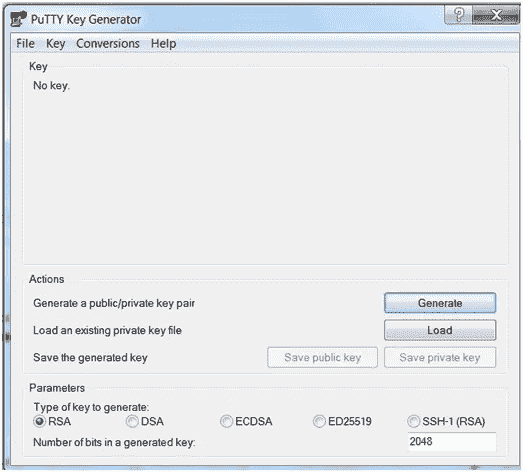 PuTTY Key Generator
?
File Key Conversions Help
Key
No key.
Actions
Generate a public/private key pair Generate
Load an existing private key file Load
Save the generated key Save public key Save private key
Parameters
Type of key to generate:
RSA DSA ECDSA ED25519 SSH-1 (RSA)
Number of bits in a generated key: 2048